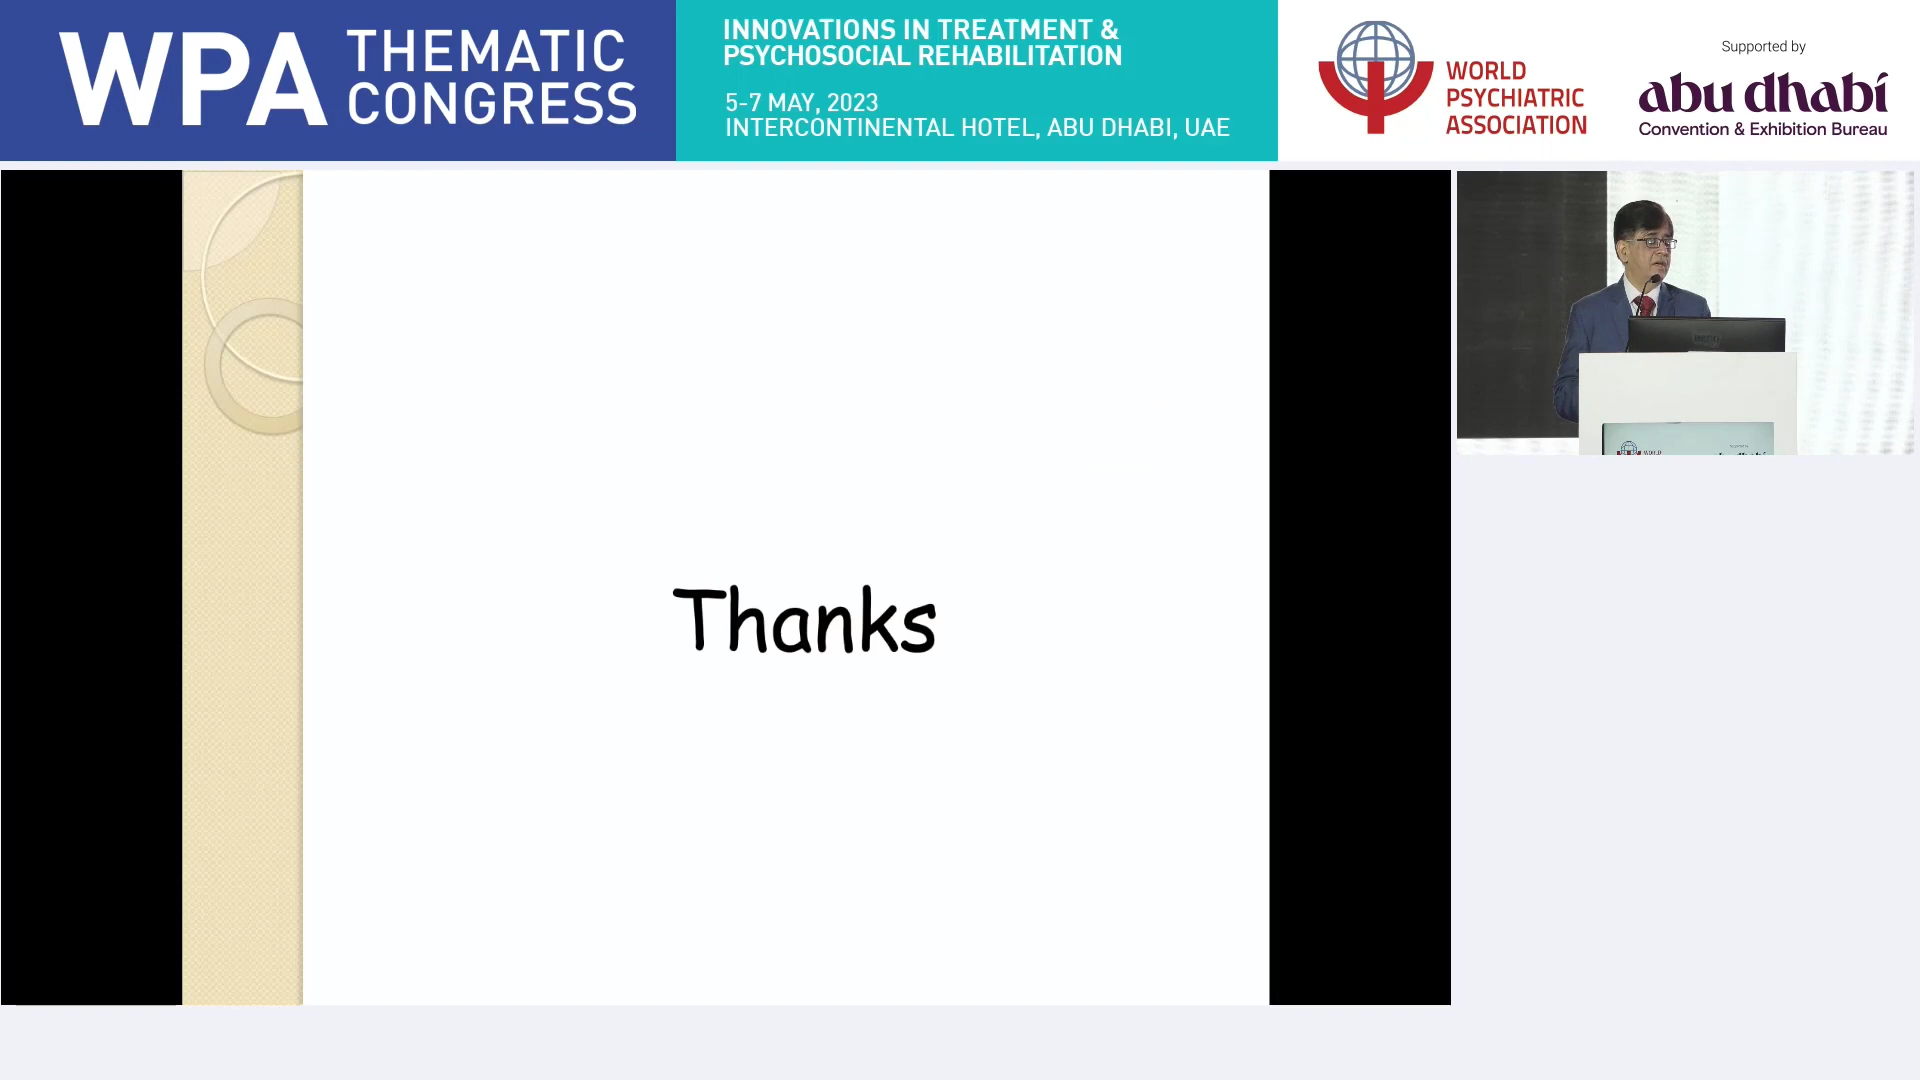 WPA THEMATIC
CONGRESS
INNOVATIONS IN TREATMENT &
PSYCHOSOCIAL REHABILITATION
5-7 MAY, 2023
INTERCONTINENTAL HOTEL, ABU DHABI, UAE
WORLD
PSYCHIATRIC
ASSOCIATION
Supported by
abu dhabi
Convention & Exhibition Bureau
Thanks
WORLD